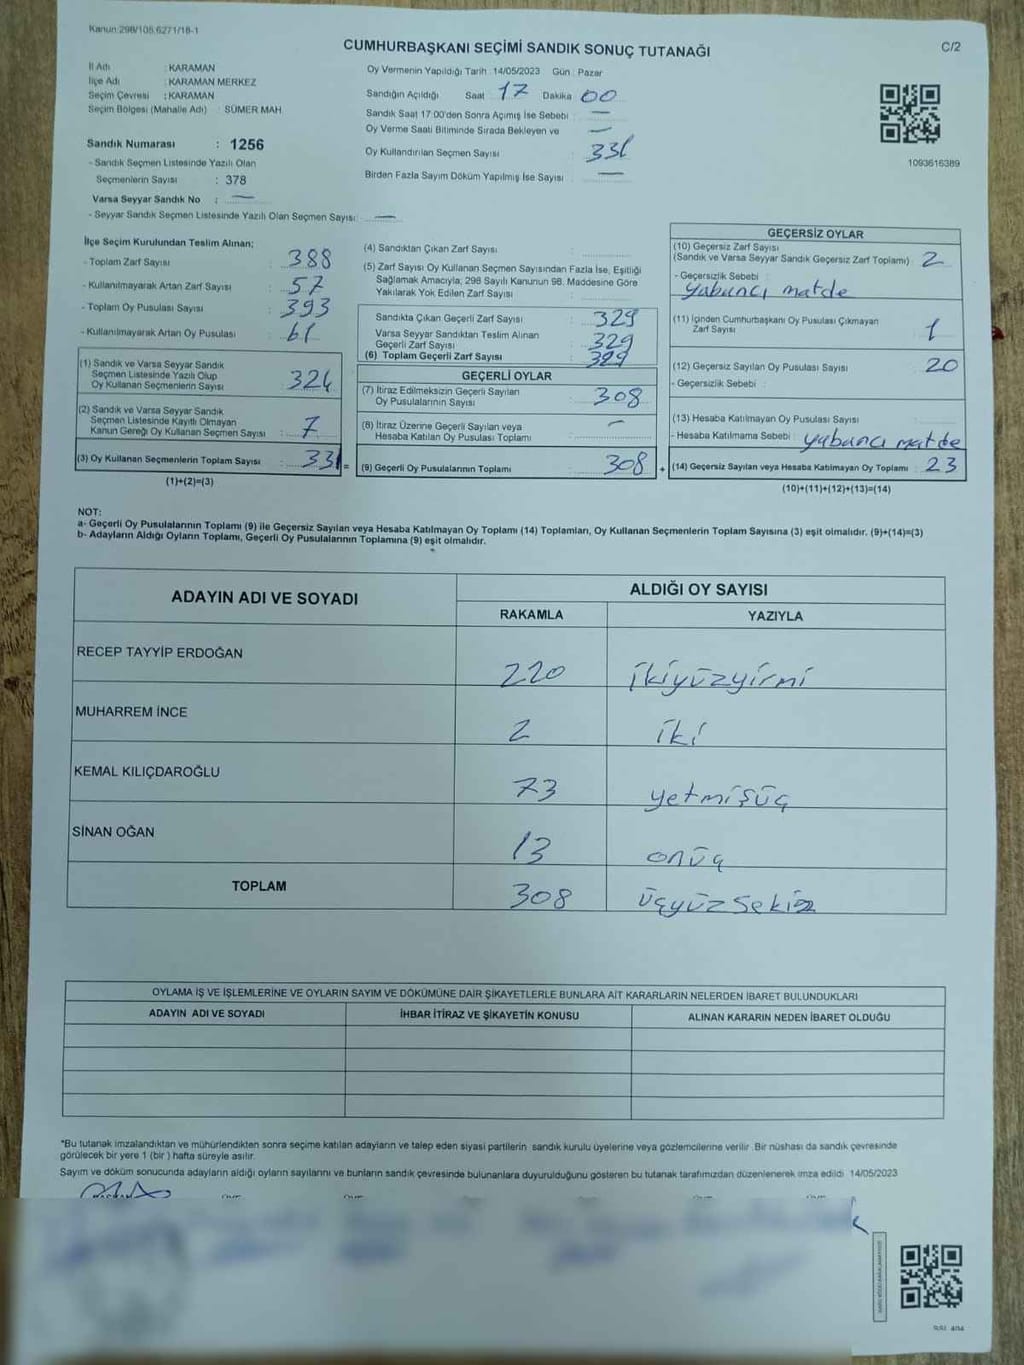 Kanun:298/105,6271/18-1
CUMHURBAŞKANI SEÇİMİ SANDIK SONUÇ TUTANAĞI
C/2
İl Adı : KARAMAN
İlçe Adı : KARAMAN MERKEZ
Seçim Çevresi : KARAMAN
Seçim Bölgesi (Mahalle Adı) : SÜMER MAH.
Sandık Numarası : 1256
- Sandık Seçmen Listesinde Yazılı Olan
Seçmenlerin Sayısı : 378
Varsa Seyyar Sandık No : —
- Seyyar Sandık Seçmen Listesinde Yazılı Olan Seçmen Sayısı: —
Oy Vermenin Yapıldığı Tarih : 14/05/2023 Gün : Pazar
Sandığın Açıldığı Saat 17 Dakika 00
Sandık Saat 17:00'den Sonra Açımış İse Sebebi : —
Oy Verme Saati Bitiminde Sırada Bekleyen ve —
Oy Kullandırılan Seçmen Sayısı : 331
Birden Fazla Sayım Döküm Yapılmış İse Sayısı : —
1093616389
İlçe Seçim Kurulundan Teslim Alınan;
- Toplam Zarf Sayısı : 388
- Kullanılmayarak Artan Zarf Sayısı : 57
- Toplam Oy Pusulası Sayısı : 393
- Kullanılmayarak Artan Oy Pusulası : 61
(1) Sandık ve Varsa Seyyar Sandık
Seçmen Listesinde Yazılı Olup
Oy Kullanan Seçmenlerin Sayısı : 324
(2) Sandık ve Varsa Seyyar Sandık
Seçmen Listesinde Kayıtlı Olmayan
Kanun Gereği Oy Kullanan Seçmen Sayısı : 7
(3) Oy Kullanan Seçmenlerin Toplam Sayısı : 331 =
(1)+(2)=(3)
(4) Sandıktan Çıkan Zarf Sayısı :
(5) Zarf Sayısı Oy Kullanan Seçmen Sayısından Fazla İse, Eşitliği
Sağlamak Amacıyla, 298 Sayılı Kanunun 98. Maddesine Göre
Yakılarak Yok Edilen Zarf Sayısı :
Sandıkta Çıkan Geçerli Zarf Sayısı : 329
Varsa Seyyar Sandıktan Teslim Alınan
Geçerli Zarf Sayısı : 329
(6) Toplam Geçerli Zarf Sayısı : 329
GEÇERLİ OYLAR
(7) İtiraz Edilmeksizin Geçerli Sayılan
Oy Pusulalarının Sayısı : 308
(8) İtiraz Üzerine Geçerli Sayılan veya
Hesaba Katılan Oy Pusulası Toplamı : —
(9) Geçerli Oy Pusulalarının Toplamı : 308 +
GEÇERSİZ OYLAR
(10) Geçersiz Zarf Sayısı
(Sandık ve Varsa Seyyar Sandık Geçersiz Zarf Toplamı) : 2
- Geçersizlik Sebebi :
yabancı matde
(11) İçinden Cumhurbaşkanı Oy Pusulası Çıkmayan
Zarf Sayısı : 1
(12) Geçersiz Sayılan Oy Pusulası Sayısı : 20
- Geçersizlik Sebebi :
(13) Hesaba Katılmayan Oy Pusulası Sayısı :
- Hesaba Katılmama Sebebi : yabancı matde
(14) Geçersiz Sayılan veya Hesaba Katılmayan Oy Toplamı : 23
(10)+(11)+(12)+(13)=(14)
NOT:
a- Geçerli Oy Pusulalarının Toplamı (9) ile Geçersiz Sayılan veya Hesaba Katılmayan Oy Toplamı (14) Toplamları, Oy Kullanan Seçmenlerin Toplam Sayısına (3) eşit olmalıdır. (9)+(14)=(3)
b- Adayların Aldığı Oyların Toplamı, Geçerli Oy Pusulalarının Toplamına (9) eşit olmalıdır.
ADAYIN ADI VE SOYADI ALDIĞI OY SAYISI
RAKAMLA YAZIYLA
RECEP TAYYİP ERDOĞAN 220 ikiyüzyirmi
MUHARREM İNCE 2 iki
KEMAL KILIÇDAROĞLU 73 yetmişüç
SİNAN OĞAN 13 onüç
TOPLAM 308 üçyüzsekiz
OYLAMA İŞ VE İŞLEMLERİNE VE OYLARIN SAYIM VE DÖKÜMÜNE DAİR ŞİKAYETLERLE BUNLARA AİT KARARLARIN NELERDEN İBARET BULUNDUKLARI
ADAYIN ADI VE SOYADI İHBAR İTİRAZ VE ŞİKAYETİN KONUSU ALINAN KARARIN NEDEN İBARET OLDUĞU
*Bu tutanak imzalandıktan ve mühürlendikten sonra seçime katılan adayların ve talep eden siyasi partilerin sandık kurulu üyelerine veya gözlemcilerine verilir. Bir nüshası da sandık çevresinde
görülecek bir yere 1 (bir ) hafta süreyle asılır.
Sayım ve döküm sonucunda adayların aldığı oyların sayılarını ve bunların sandık çevresinde bulunanlara duyurulduğunu gösteren bu tutanak tarafımızdan düzenlenerek imza edildi. 14/05/2023